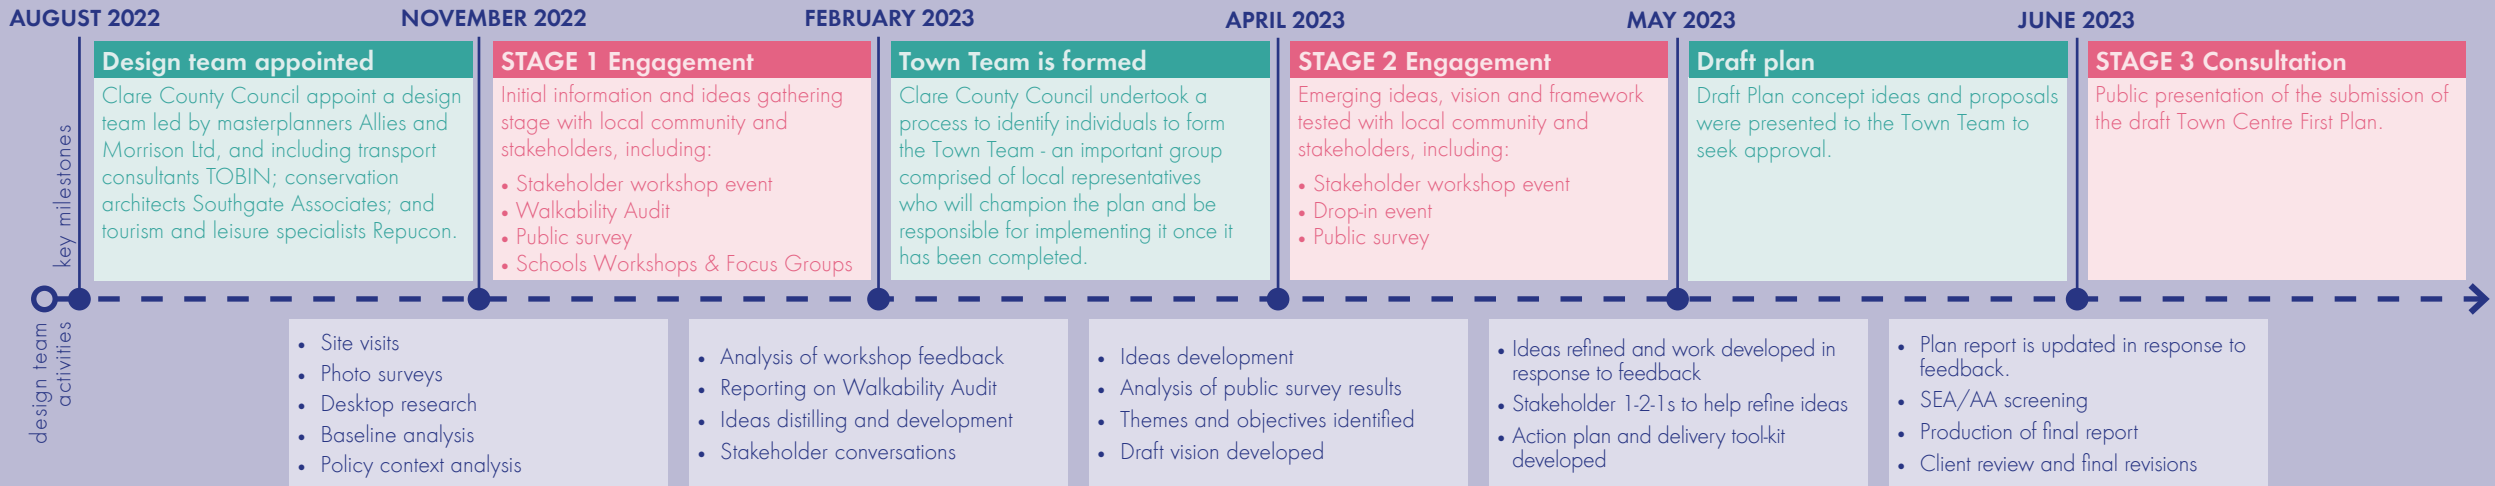 AUGUST 2022
NOVEMBER 2022
FEBRUARY 2023
APRIL 2023
MAY 2023
JUNE 2023
key milestones
Design team appointed
Clare County Council appoint a design
team led by masterplanners Allies and
Morrison Ltd, and including transport
consultants TOBIN; conservation
architects Southgate Associates; and
tourism and leisure specialists Repucon.
STAGE 1 Engagement
Initial information and ideas gathering
stage with local community and
stakeholders, including:
• Stakeholder workshop event
• Walkability Audit
• Public survey
• Schools Workshops & Focus Groups
Town Team is formed
Clare County Council undertook a
process to identify individuals to form
the Town Team - an important group
comprised of local representatives
who will champion the plan and be
responsible for implementing it once it
has been completed.
STAGE 2 Engagement
Emerging ideas, vision and framework
tested with local community and
stakeholders, including:
• Stakeholder workshop event
• Drop-in event
• Public survey
Draft plan
Draft Plan concept ideas and proposals
were presented to the Town Team to
seek approval.
STAGE 3 Consultation
Public presentation of the submission of
the draft Town Centre First Plan.
design team
activities
• Site visits
• Photo surveys
• Desktop research
• Baseline analysis
• Policy context analysis
• Analysis of workshop feedback
• Reporting on Walkability Audit
• Ideas distilling and development
• Stakeholder conversations
• Ideas development
• Analysis of public survey results
• Themes and objectives identified
• Draft vision developed
• Ideas refined and work developed in
response to feedback
• Stakeholder 1-2-1s to help refine ideas
• Action plan and delivery tool-kit
developed
• Plan report is updated in response to
feedback.
• SEA/AA screening
• Production of final report
• Client review and final revisions